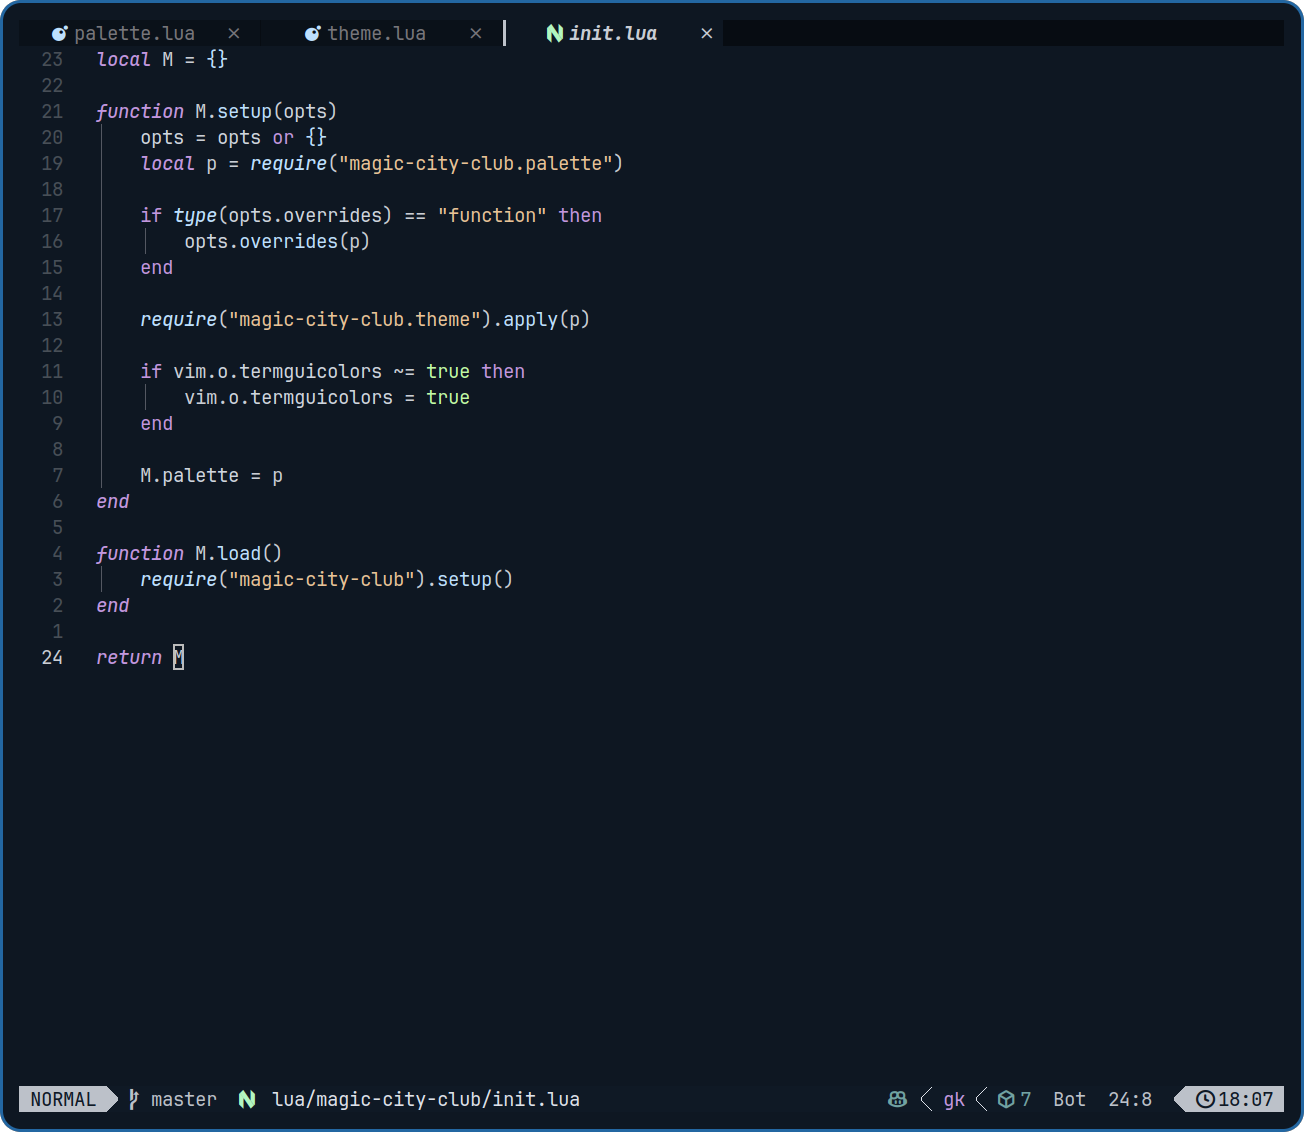 palette.lua × theme.lua × init.lua ×
23 local M = {}
22
21 function M.setup(opts)
20     opts = opts or {}
19     local p = require("magic-city-club.palette")
18
17     if type(opts.overrides) == "function" then
16         opts.overrides(p)
15     end
14
13     require("magic-city-club.theme").apply(p)
12
11     if vim.o.termguicolors ~= true then
10         vim.o.termguicolors = true
9     end
8
7     M.palette = p
6 end
5
4 function M.load()
3     require("magic-city-club").setup()
2 end
1
24 return M
NORMAL master lua/magic-city-club/init.lua gk 7 Bot 24:8 18:07